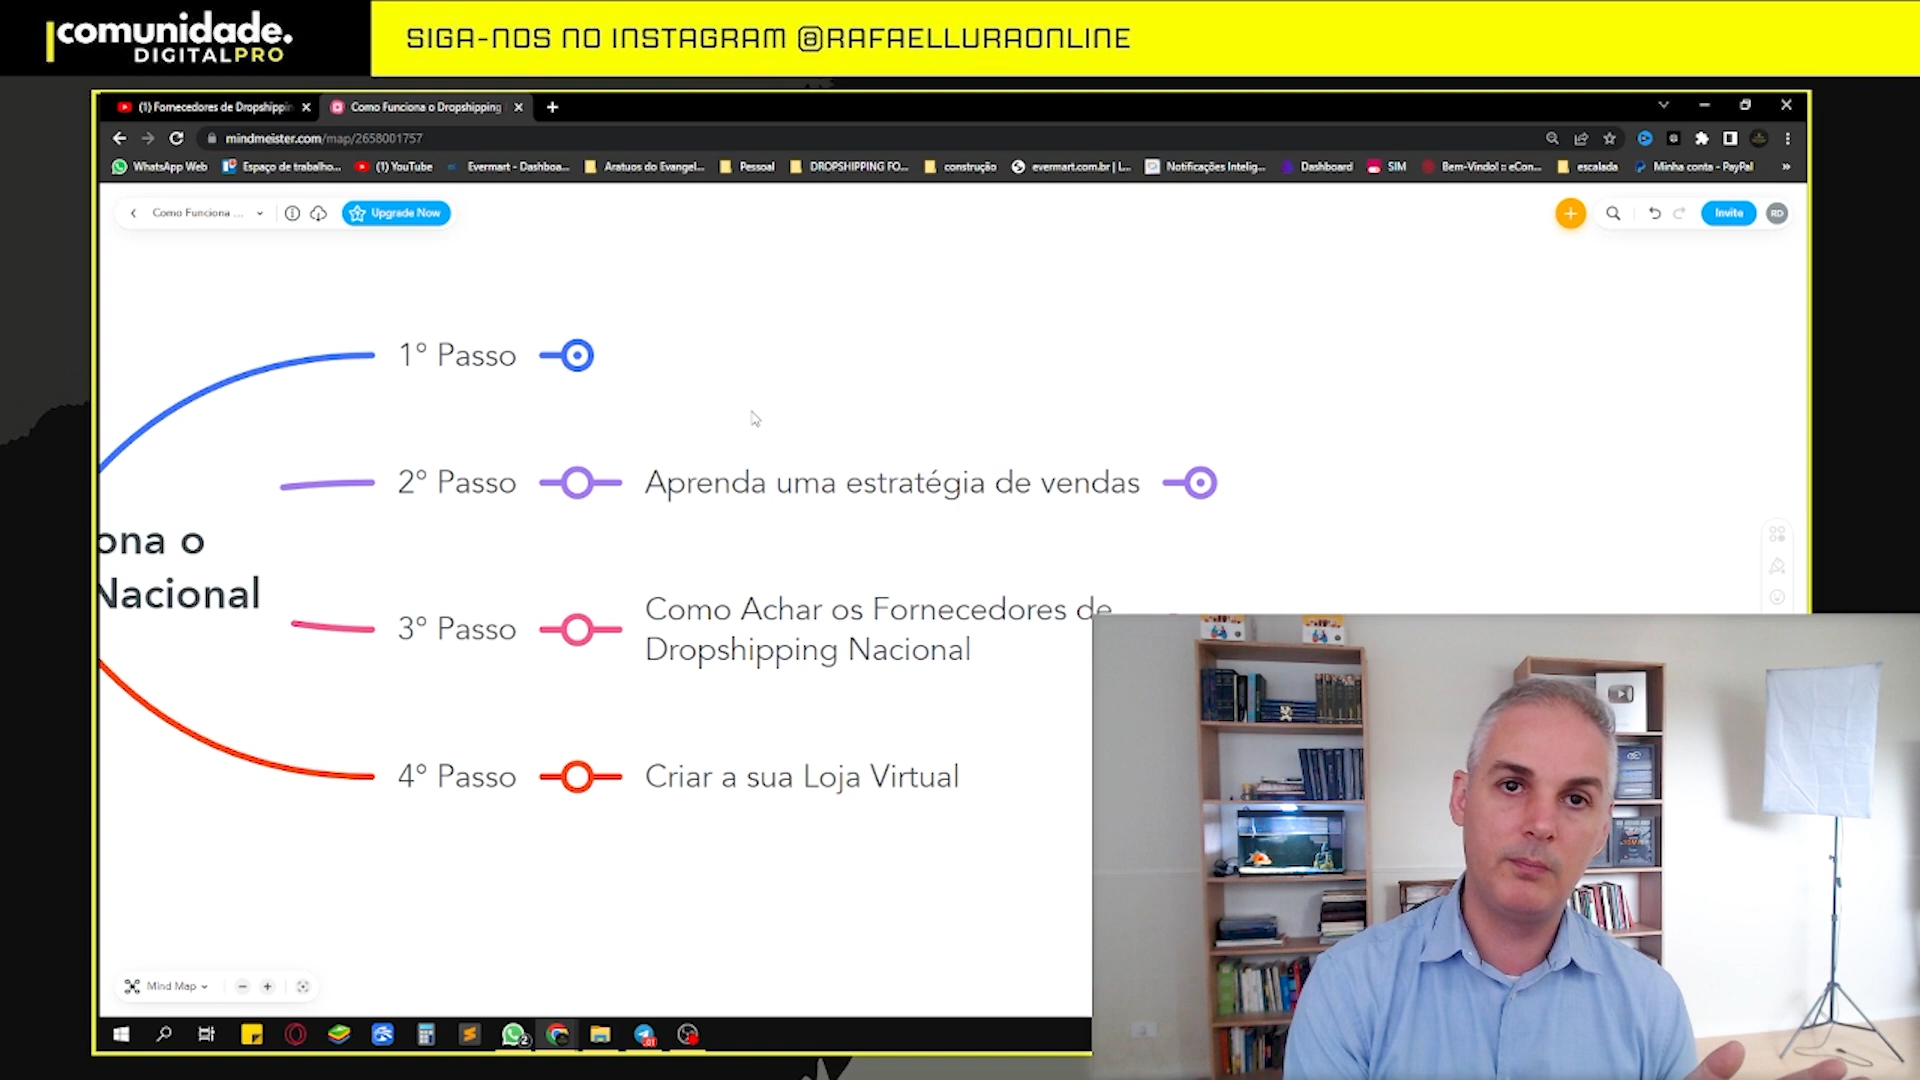 comunidade.
DIGITALPRO
SIGA-NOS NO INSTAGRAM @RAFAELLURAONLINE
(1) Fornecedores de Dropshippin
Como Funciona o Dropshipping
mindmeister.com/map/2658001757
WhatsApp Web
Espaço de trabalho...
(1) YouTube
Evermart - Dashboa...
Aratuos do Evangel...
Pessoal
DROPSHIPPING FO...
construção
evermart.com.br | L...
Notificações Intelig...
Dashboard
SIM
Bem-Vindo! :: eCon...
escalada
Minha conta - PayPal
»
Como Funciona ...
Upgrade Now
Invite
RD
1° Passo
2° Passo
Aprenda uma estratégia de vendas
ona o
Nacional
3° Passo
Como Achar os Fornecedores de
Dropshipping Nacional
4° Passo
Criar a sua Loja Virtual
Mind Map